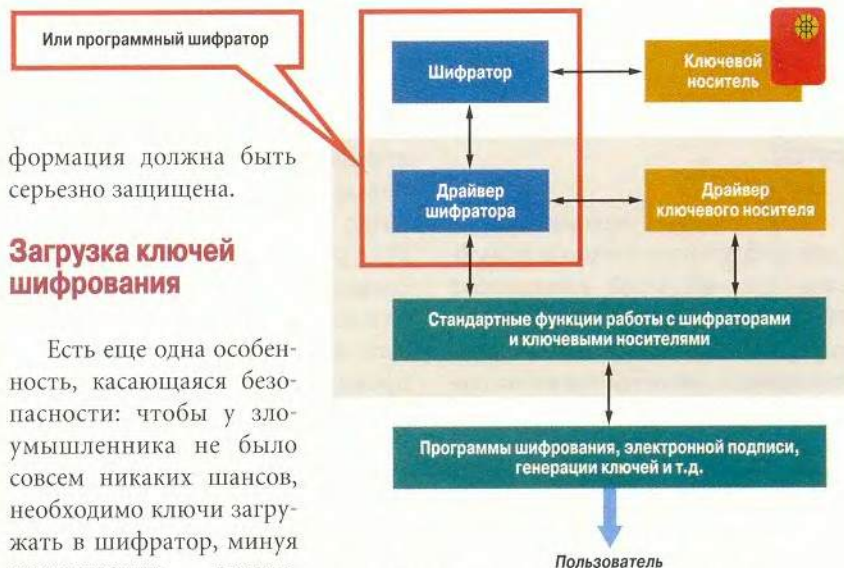 Или программный шифратор
Шифратор
Ключевой
носитель
Драйвер
шифратора
Драйвер
ключевого носителя
Стандартные функции работы с шифраторами
и ключевыми носителями
Программы шифрования, электронной подписи,
генерации ключей и т.д.
Пользователь
формация должна быть
серьезно защищена.
Загрузка ключей
шифрования
Есть еще одна особен-
ность, касающаяся безо-
пасности: чтобы у зло-
умышленника не было
совсем никаких шансов,
необходимо ключи загру-
жать в шифратор, минуя